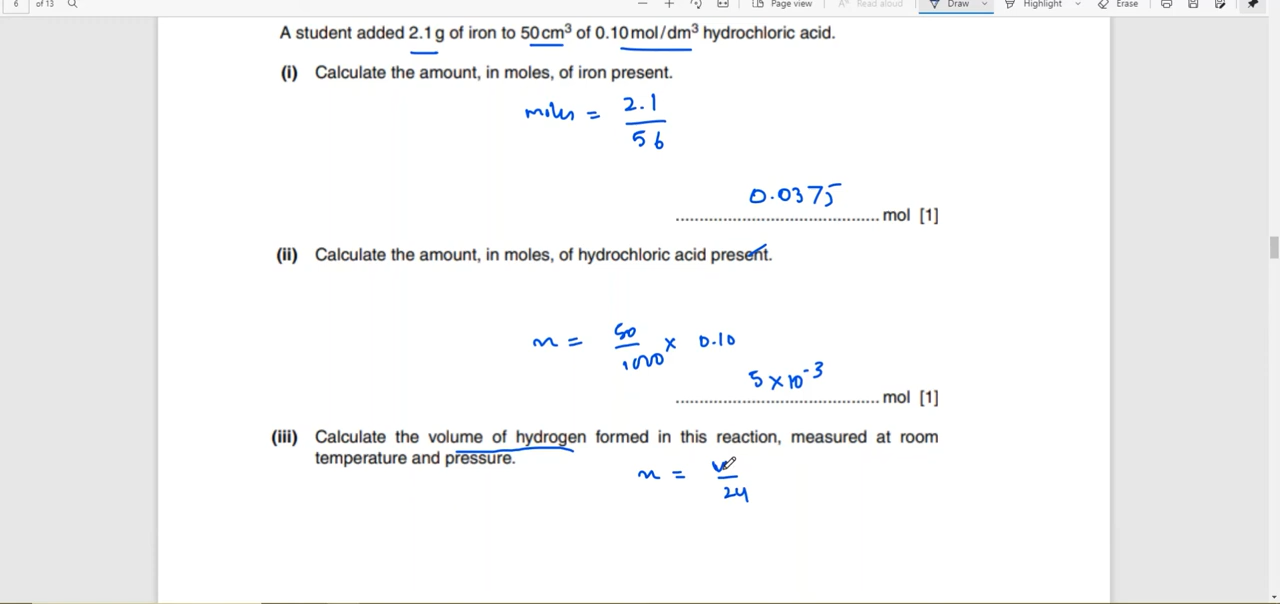 6 of 13 Page view Read aloud Draw Highlight Erase
A student added 2.1 g of iron to 50 cm³ of 0.10 mol/dm³ hydrochloric acid.
(i) Calculate the amount, in moles, of iron present.
moles = 2.1
56
0.0375
........................................ mol [1]
(ii) Calculate the amount, in moles, of hydrochloric acid present.
n = 50
1000 × 0.10
5 × 10⁻³
........................................ mol [1]
(iii) Calculate the volume of hydrogen formed in this reaction, measured at room
temperature and pressure.
n =
24